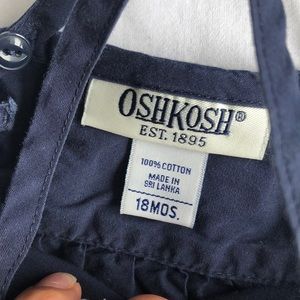 OSHKOSH®
EST. 1895
100% COTTON
MADE IN
SRI LANKA
18MOS.